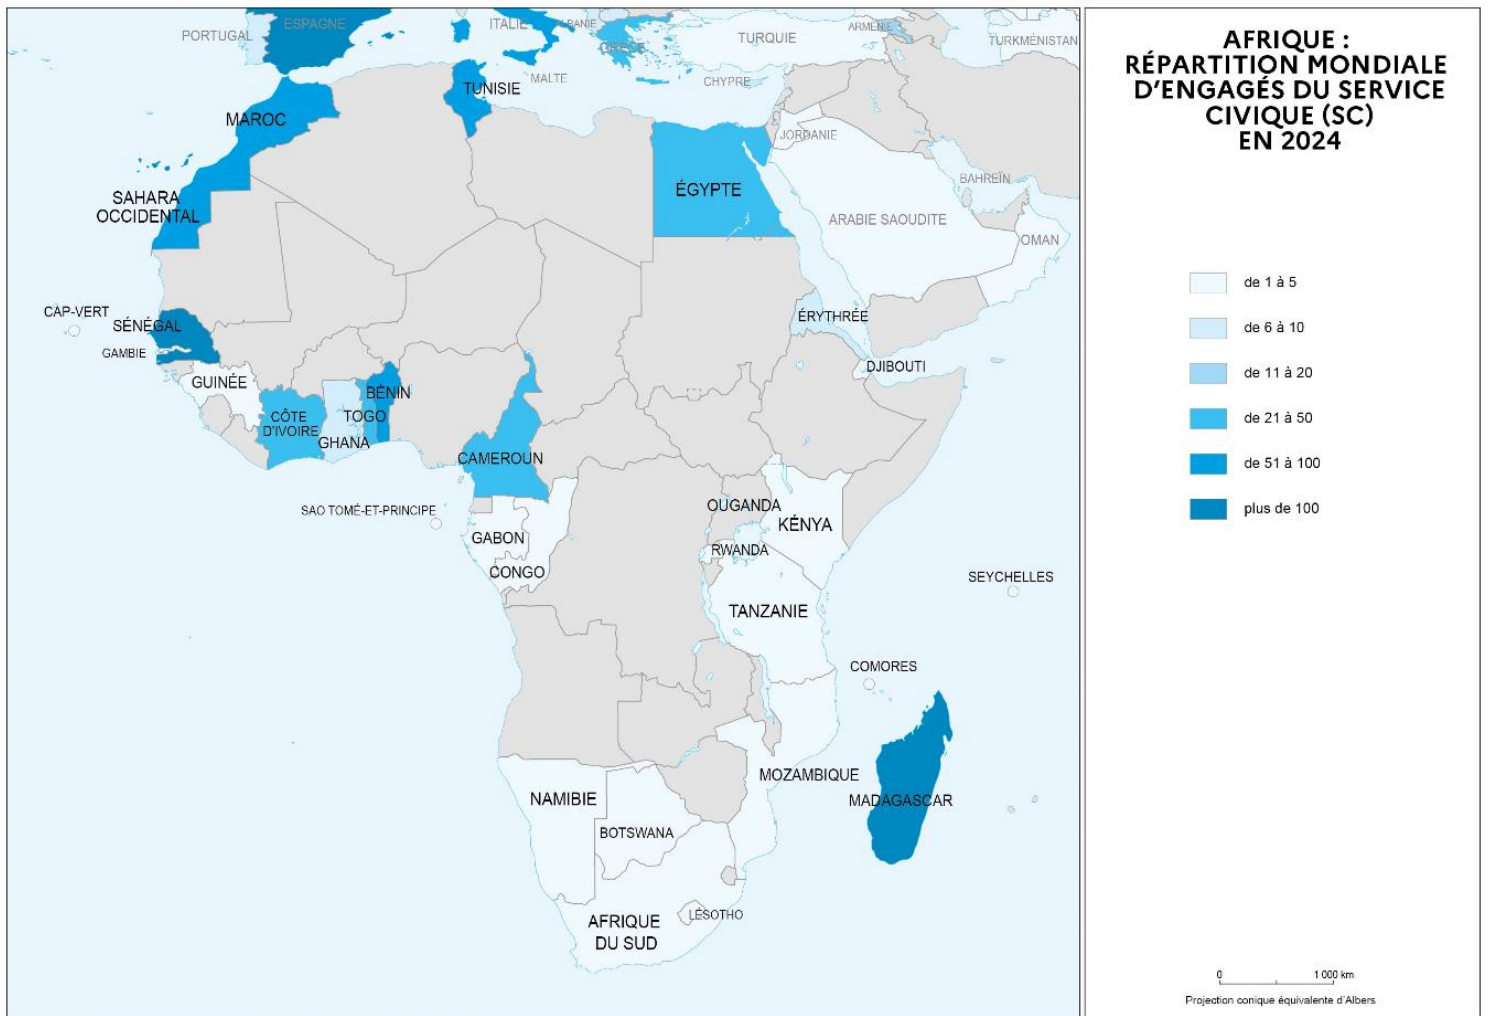 AFRIQUE :
RÉPARTITION MONDIALE
D'ENGAGÉS DU SERVICE
CIVIQUE (SC)
EN 2024
PORTUGAL
ESPAGNE
ITALIE
ALBANIE
GRÈCE
TURQUIE
ARMÉNIE
TURKMÉNISTAN
MALTE
CHYPRE
TUNISIE
MAROC
JORDANIE
BAHREÏN
SAHARA
OCCIDENTAL
ÉGYPTE
ARABIE SAOUDITE
OMAN
CAP-VERT
SÉNÉGAL
GAMBIE
ÉRYTHRÉE
DJIBOUTI
GUINÉE
BÉNIN
CÔTE
D'IVOIRE
TOGO
GHANA
CAMEROUN
SAO TOMÉ-ET-PRINCIPE
OUGANDA
KÉNYA
GABON
RWANDA
CONGO
SEYCHELLES
TANZANIE
COMORES
MOZAMBIQUE
NAMIBIE
MADAGASCAR
BOTSWANA
LÉSOTHO
AFRIQUE
DU SUD
de 1 à 5
de 6 à 10
de 11 à 20
de 21 à 50
de 51 à 100
plus de 100
0 1 000 km
Projection conique équivalente d'Albers